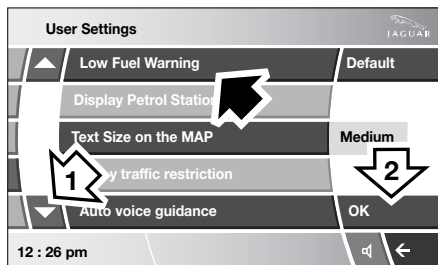 User Settings
JAGUAR
Low Fuel Warning Default
Display Petrol
Text Size on the MAP Medium
1 traffic restriction 2
Auto voice guidance OK
12 : 26 pm